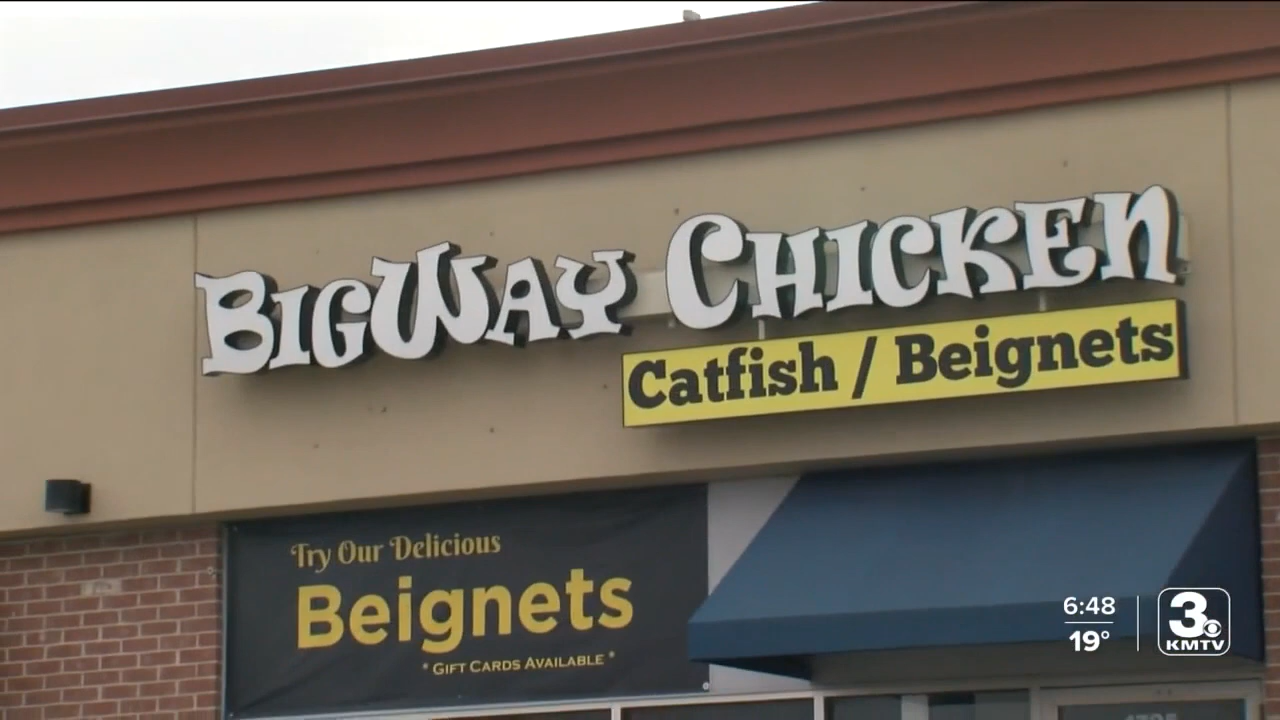 BIGWAY CHICKEN
Catfish / Beignets
Try Our Delicious
Beignets
* GIFT CARDS AVAILABLE *
6:48
19°
3
KMTV